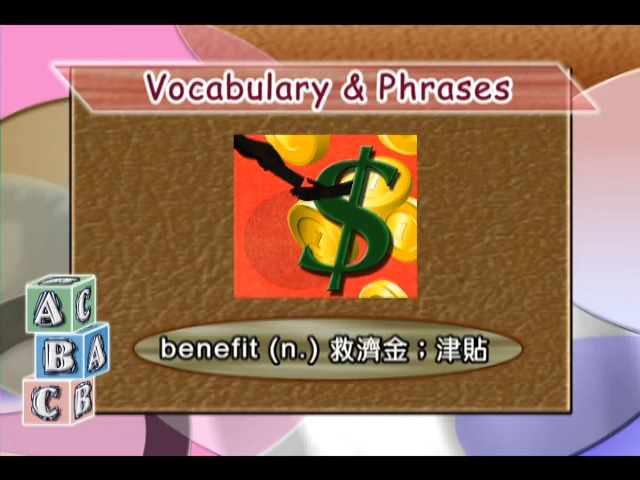 Vocabulary & Phrases
benefit (n.) 救濟金；津貼
A C
B A
C B